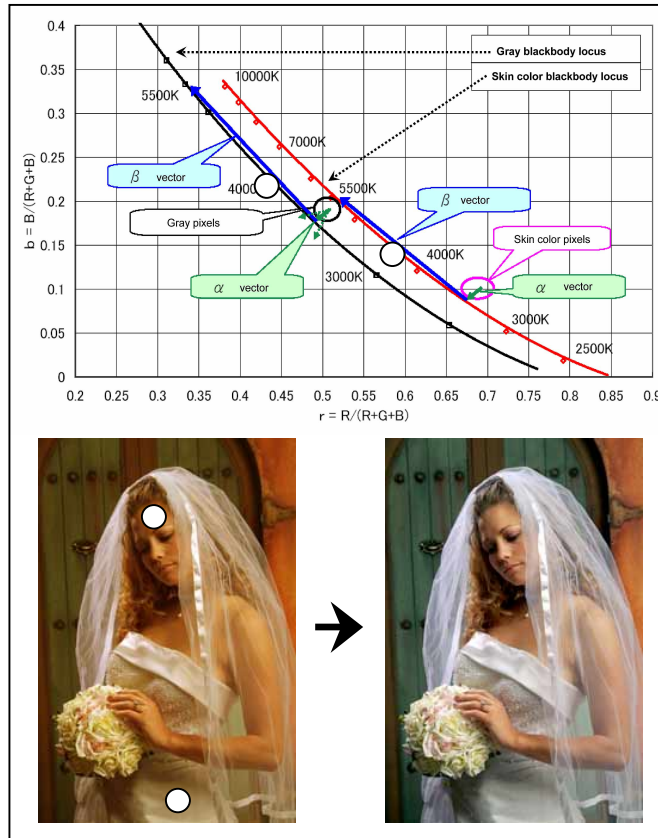 0.4
0.35
0.3
0.25
0.2
0.15
0.1
0.05
0
b = B/(R+G+B)
Gray blackbody locus
Skin color blackbody locus
10000K
5500K
7000K
β vector
4000
5500K
β vector
Gray pixels
4000K
Skin color pixels
α vector
3000K
α vector
3000K
2500K
0.2 0.25 0.3 0.35 0.4 0.45 0.5 0.55 0.6 0.65 0.7 0.75 0.8 0.85 0.9
r = R/(R+G+B)